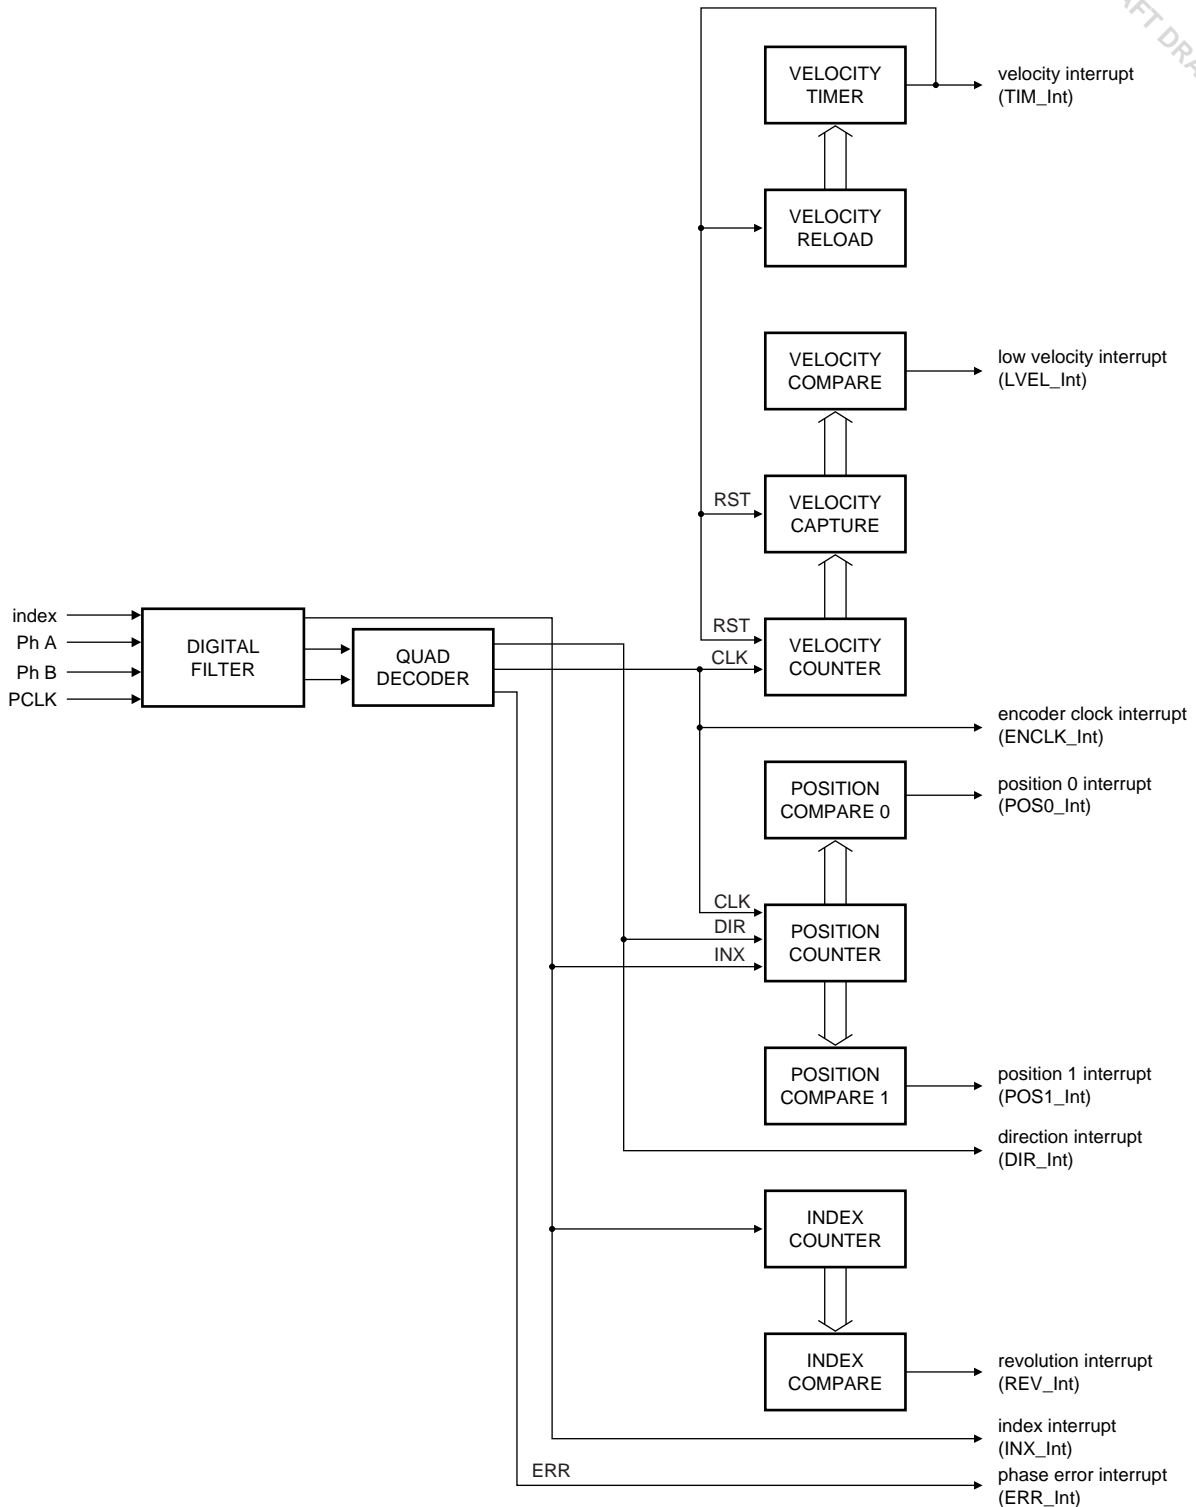 VELOCITY
TIMER
velocity interrupt
(TIM_Int)
VELOCITY
RELOAD
VELOCITY
COMPARE
low velocity interrupt
(LVEL_Int)
RST
VELOCITY
CAPTURE
index
Ph A
Ph B
PCLK
DIGITAL
FILTER
QUAD
DECODER
RST
CLK
VELOCITY
COUNTER
encoder clock interrupt
(ENCLK_Int)
POSITION
COMPARE 0
position 0 interrupt
(POS0_Int)
CLK
DIR
INX
POSITION
COUNTER
POSITION
COMPARE 1
position 1 interrupt
(POS1_Int)
direction interrupt
(DIR_Int)
INDEX
COUNTER
INDEX
COMPARE
revolution interrupt
(REV_Int)
index interrupt
(INX_Int)
ERR
phase error interrupt
(ERR_Int)